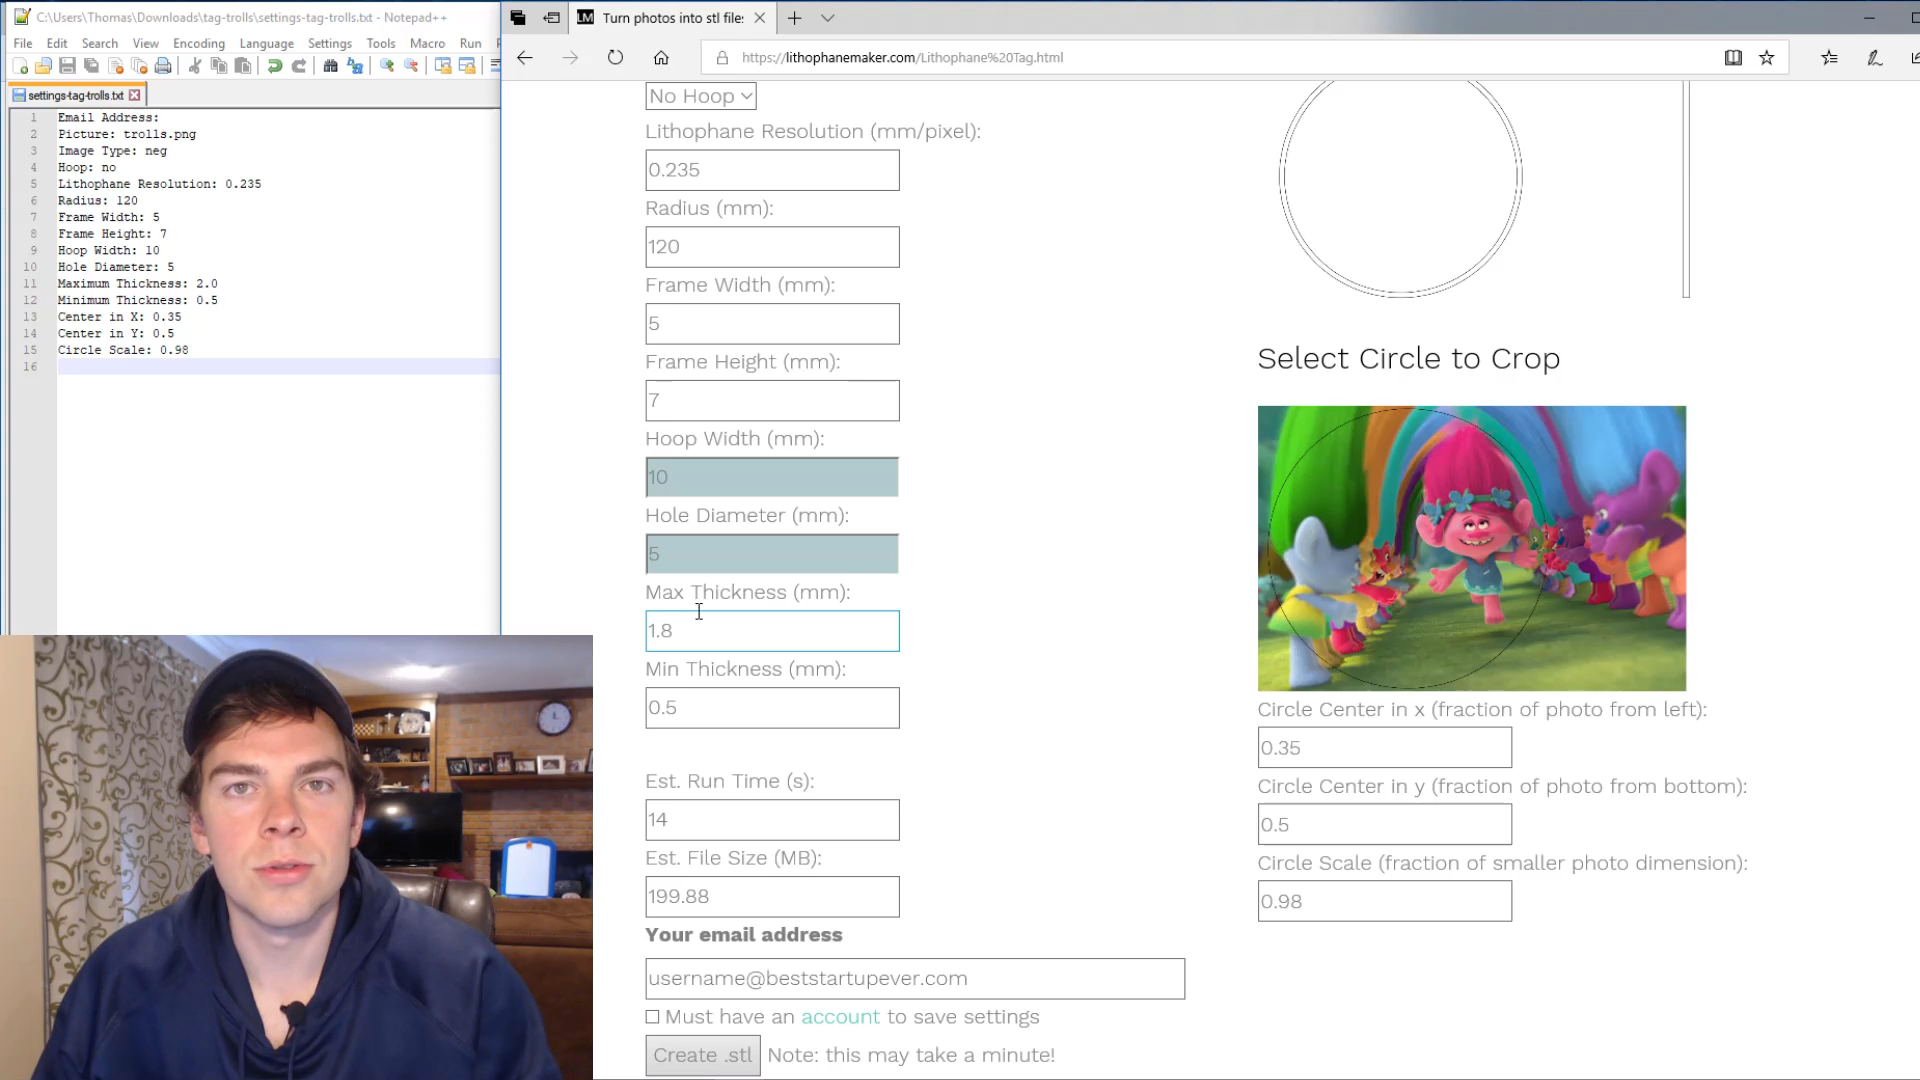 C:\Users\Thomas\Downloads\tag-trolls\settings-tag-trolls.txt - Notepad++
File Edit Search View Encoding Language Settings Tools Macro Run
settings-tag-trolls.txt
1 Email Address:
2 Picture: trolls.png
3 Image Type: neg
4 Hoop: no
5 Lithophane Resolution: 0.235
6 Radius: 120
7 Frame Width: 5
8 Frame Height: 7
9 Hoop Width: 10
10 Hole Diameter: 5
11 Maximum Thickness: 2.0
12 Minimum Thickness: 0.5
13 Center in X: 0.35
14 Center in Y: 0.5
15 Circle Scale: 0.98
16
LM Turn photos into stl files
https://lithophanemaker.com/Lithophane%20Tag.html
No Hoop
Lithophane Resolution (mm/pixel):
0.235
Radius (mm):
120
Frame Width (mm):
5
Frame Height (mm):
7
Hoop Width (mm):
10
Hole Diameter (mm):
5
Max Thickness (mm):
1.8
Min Thickness (mm):
0.5
Est. Run Time (s):
14
Est. File Size (MB):
199.88
Your email address
username@beststartupever.com
Must have an account to save settings
Create .stl Note: this may take a minute!
Select Circle to Crop
Circle Center in x (fraction of photo from left):
0.35
Circle Center in y (fraction of photo from bottom):
0.5
Circle Scale (fraction of smaller photo dimension):
0.98